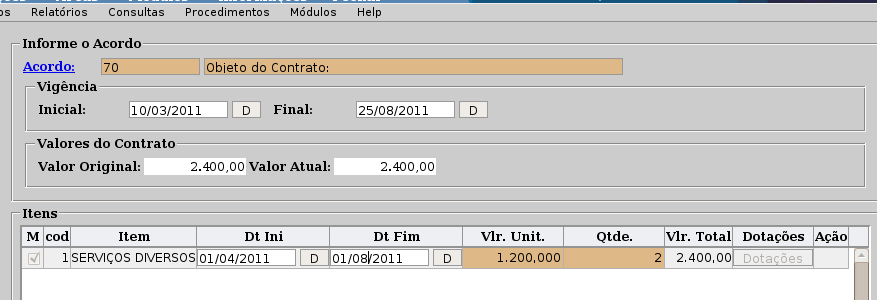 Relatórios Consultas Procedimentos Módulos Help
Informe o Acordo
Acordo: 70 Objeto do Contrato:
Vigência
Inicial: 10/03/2011 D Final: 25/08/2011 D
Valores do Contrato
Valor Original: 2.400,00 Valor Atual: 2.400,00
Itens
M cod Item Dt Ini Dt Fim Vlr. Unit. Qtde. Vlr. Total Dotações Ação
1 SERVIÇOS DIVERSOS 01/04/2011 D 01/08/2011 D 1.200,000 2 2.400,00 Dotações